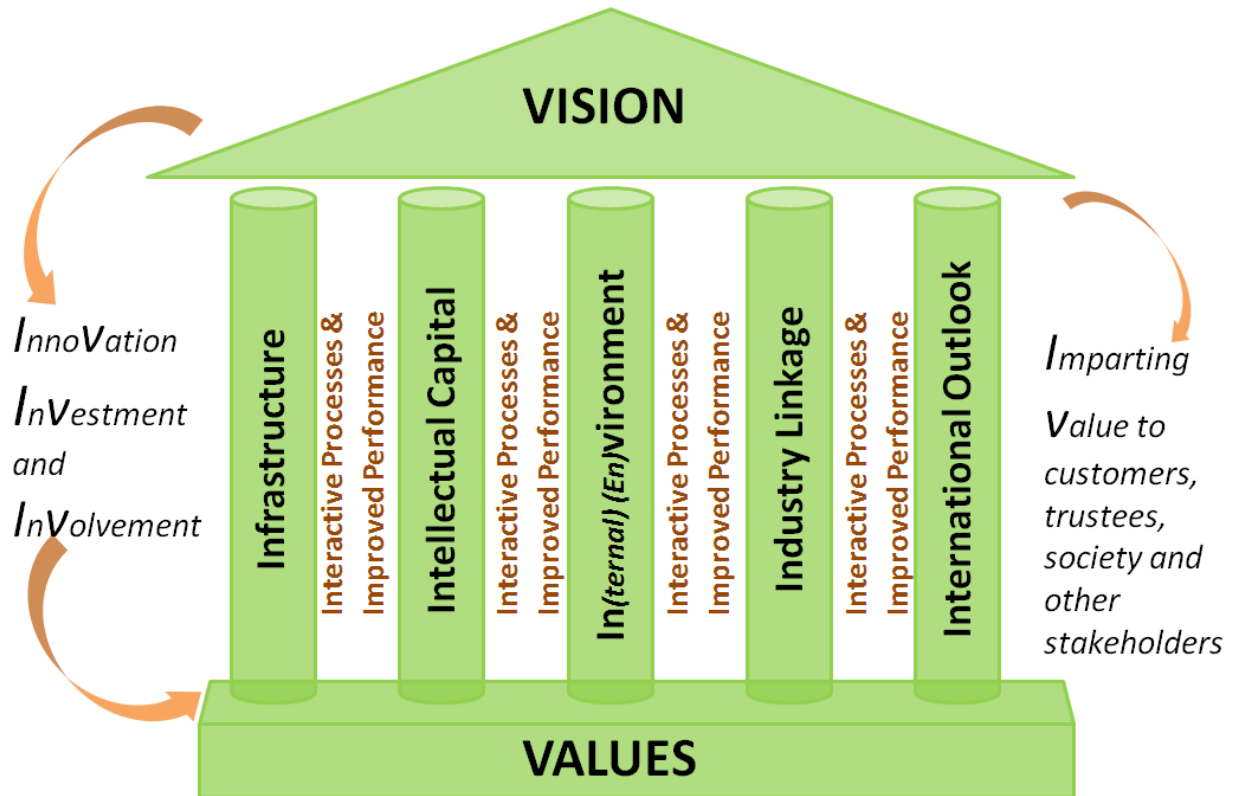 VISION
InnoVation
InVestment
and
InVolvement
Infrastructure
Interactive Processes &
Improved Performance
Intellectual Capital
Interactive Processes &
Improved Performance
In(ternal) (En)vironment
Interactive Processes &
Improved Performance
Industry Linkage
Interactive Processes &
Improved Performance
International Outlook
Imparting
Value to
customers,
trustees,
society and
other
stakeholders
VALUES